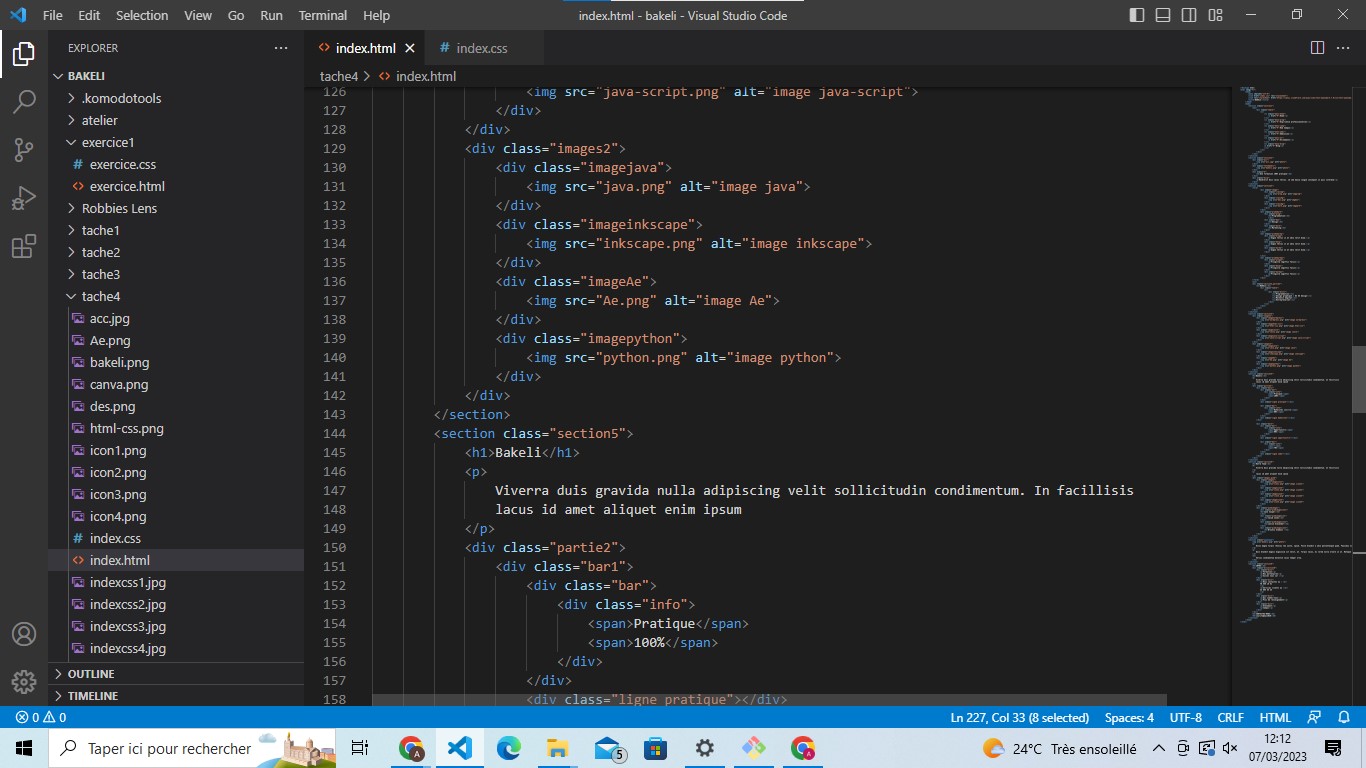 File Edit Selection View Go Run Terminal Help
index.html - bakeli - Visual Studio Code
EXPLORER
BAKELI
.komodotools
atelier
exercice1
# exercice.css
<> exercice.html
Robbies Lens
tache1
tache2
tache3
tache4
acc.jpg
Ae.png
bakeli.png
canva.png
des.png
html-css.png
icon1.png
icon2.png
icon3.png
icon4.png
# index.css
<> index.html
indexcss1.jpg
indexcss2.jpg
indexcss3.jpg
indexcss4.jpg
OUTLINE
TIMELINE
<> index.html
# index.css
tache4 > <> index.html
126 <img src="java-script.png" alt="image java-script">
127 </div>
128 </div>
129 <div class="images2">
130 <div class="imagejava">
131 <img src="java.png" alt="image java">
132 </div>
133 <div class="imageinkscape">
134 <img src="inkscape.png" alt="image inkscape">
135 </div>
136 <div class="imageAe">
137 <img src="Ae.png" alt="image Ae">
138 </div>
139 <div class="imagepython">
140 <img src="python.png" alt="image python">
141 </div>
142 </div>
143 </section>
144 <section class="section5">
145 <h1>Bakeli</h1>
146 <p>
147 Viverra duis gravida nulla adipiscing velit sollicitudin condimentum. In facillisis
148 lacus id amet aliquet enim ipsum
149 </p>
150 <div class="partie2">
151 <div class="bar1">
152 <div class="bar">
153 <div class="info">
154 <span>Pratique</span>
155 <span>100%</span>
156 </div>
157 </div>
158 <div class="ligne pratique"></div>
0 0
Ln 227, Col 33 (8 selected) Spaces: 4 UTF-8 CRLF HTML
Taper ici pour rechercher
A
5
A
24°C Très ensoleillé
12:12
07/03/2023